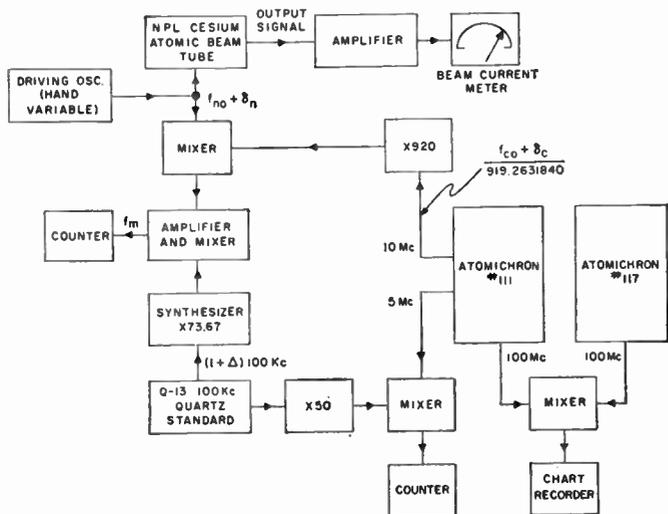 NPL CESIUM
ATOMIC BEAM
TUBE
OUTPUT
SIGNAL
AMPLIFIER
BEAM CURRENT
METER
DRIVING OSC.
(HAND
VARIABLE)
f_no + δ_n
MIXER
X920
f_co + δ_c
919.2631840
COUNTER
f_m
AMPLIFIER
AND MIXER
10 Mc
ATOMICHRON
#111
ATOMICHRON
#117
5 Mc
SYNTHESIZER
X73.67
(1 + Δ) 100 Kc
100Mc
100Mc
Q-13 100Kc
QUARTZ
STANDARD
X50
MIXER
MIXER
COUNTER
CHART
RECORDER